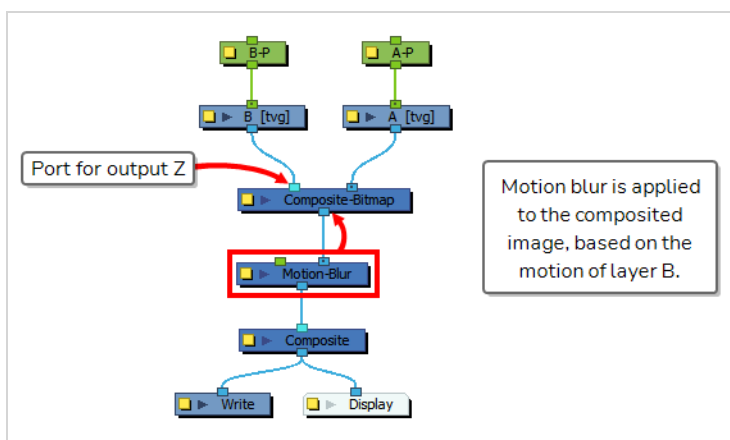 B-P
A-P
B [tvg]
A [tvg]
Port for output Z
Composite-Bitmap
Motion blur is applied
to the composited
image, based on the
motion of layer B.
Motion-Blur
Composite
Write
Display